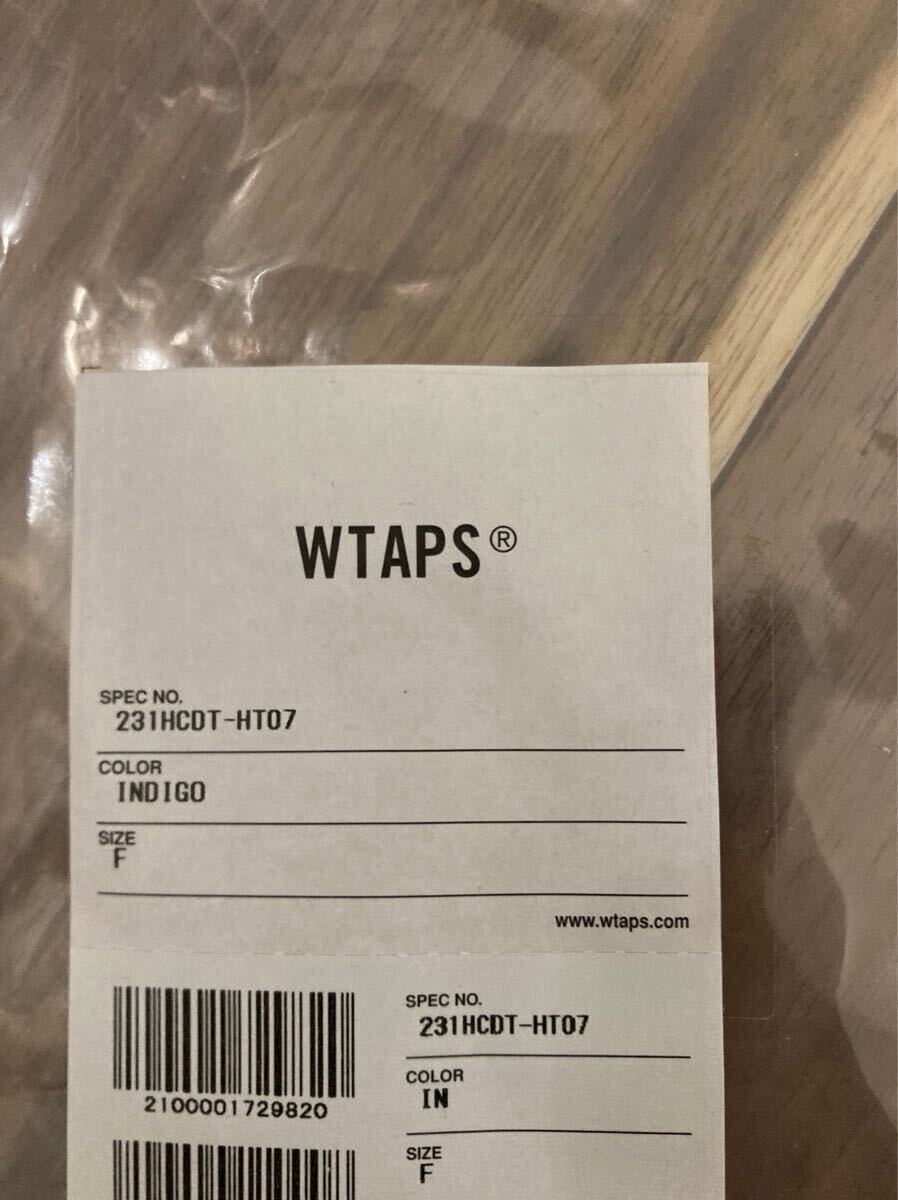 WTAPS®
SPEC NO.
231HCDT-HT07
COLOR
INDIGO
SIZE
F
www.wtaps.com
2100001729820
SPEC NO.
231HCDT-HT07
COLOR
IN
SIZE
F